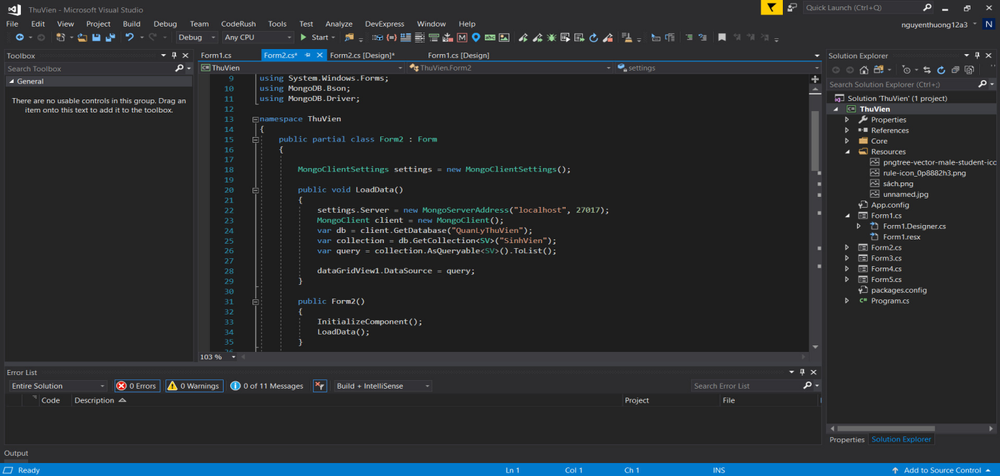 ThuVien - Microsoft Visual Studio
Quick Launch (Ctrl+Q)
File Edit View Project Build Debug Team CodeRush Tools Test Analyze DevExpress Window Help
nguyenthuong12a3 N
Debug Any CPU Start
Toolbox
Search Toolbox
General
There are no usable controls in this group. Drag an
item onto this text to add it to the toolbox.
Form1.cs Form2.cs* Form2.cs [Design]* Form1.cs [Design]
ThuVien ThuVien.Form2 settings
9 using System.Windows.Forms;
10 using MongoDB.Bson;
11 using MongoDB.Driver;
12
13 namespace ThuVien
14 {
15 public partial class Form2 : Form
16 {
17
18 MongoClientSettings settings = new MongoClientSettings();
19
20 public void LoadData()
21 {
22 settings.Server = new MongoServerAddress("localhost", 27017);
23 MongoClient client = new MongoClient();
24 var db = client.GetDatabase("QuanLyThuVien");
25 var collection = db.GetCollection<SV>("SinhVien");
26 var query = collection.AsQueryable<SV>().ToList();
27
28 dataGridView1.DataSource = query;
29 }
30
31 public Form2()
32 {
33 InitializeComponent();
34 LoadData();
35 }
103 %
Solution Explorer
Search Solution Explorer (Ctrl+;)
Solution 'ThuVien' (1 project)
C# ThuVien
Properties
References
Core
Resources
pngtree-vector-male-student-ico
rule-icon_0p8882h3.png
sách.png
unnamed.jpg
App.config
Form1.cs
Form1.Designer.cs
Form1.resx
Form2.cs
Form3.cs
Form4.cs
Form5.cs
packages.config
C# Program.cs
Properties Solution Explorer
Error List
Entire Solution 0 Errors 0 Warnings 0 of 11 Messages Build + IntelliSense Search Error List
Code Description Project File
Output
Ready Ln 1 Col 1 Ch 1 INS Add to Source Control